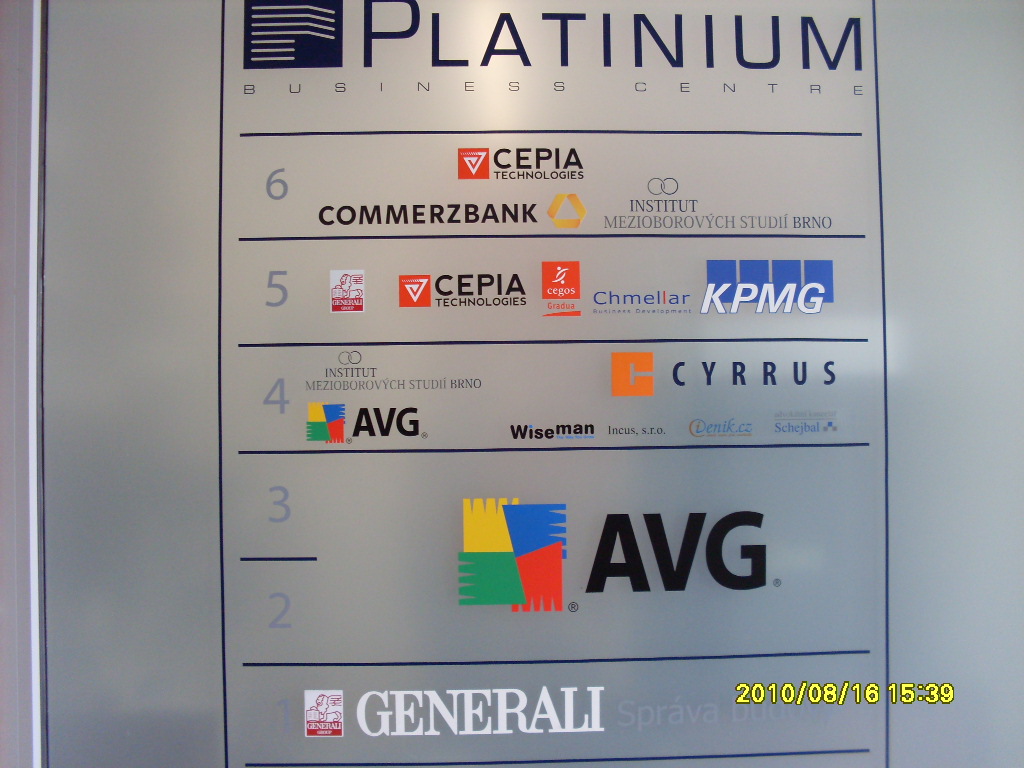 PLATINIUM
BUSINESS CENTRE
6
CEPIA
TECHNOLOGIES
COMMERZBANK
INSTITUT
MEZIOBOROVÝCH STUDIÍ BRNO
5
GENERALI
GROUP
CEPIA
TECHNOLOGIES
cegos
Gradua
Chmellar
Business Development
KPMG
4
INSTITUT
MEZIOBOROVÝCH STUDIÍ BRNO
CYRRUS
AVG®
Wiseman
Incus, s.r.o.
Denik.cz
advokátní kancelář
Schejbal
3
2
® AVG®
1
GENERALI
GROUP
GENERALI
Správa
2010/08/16 15:39